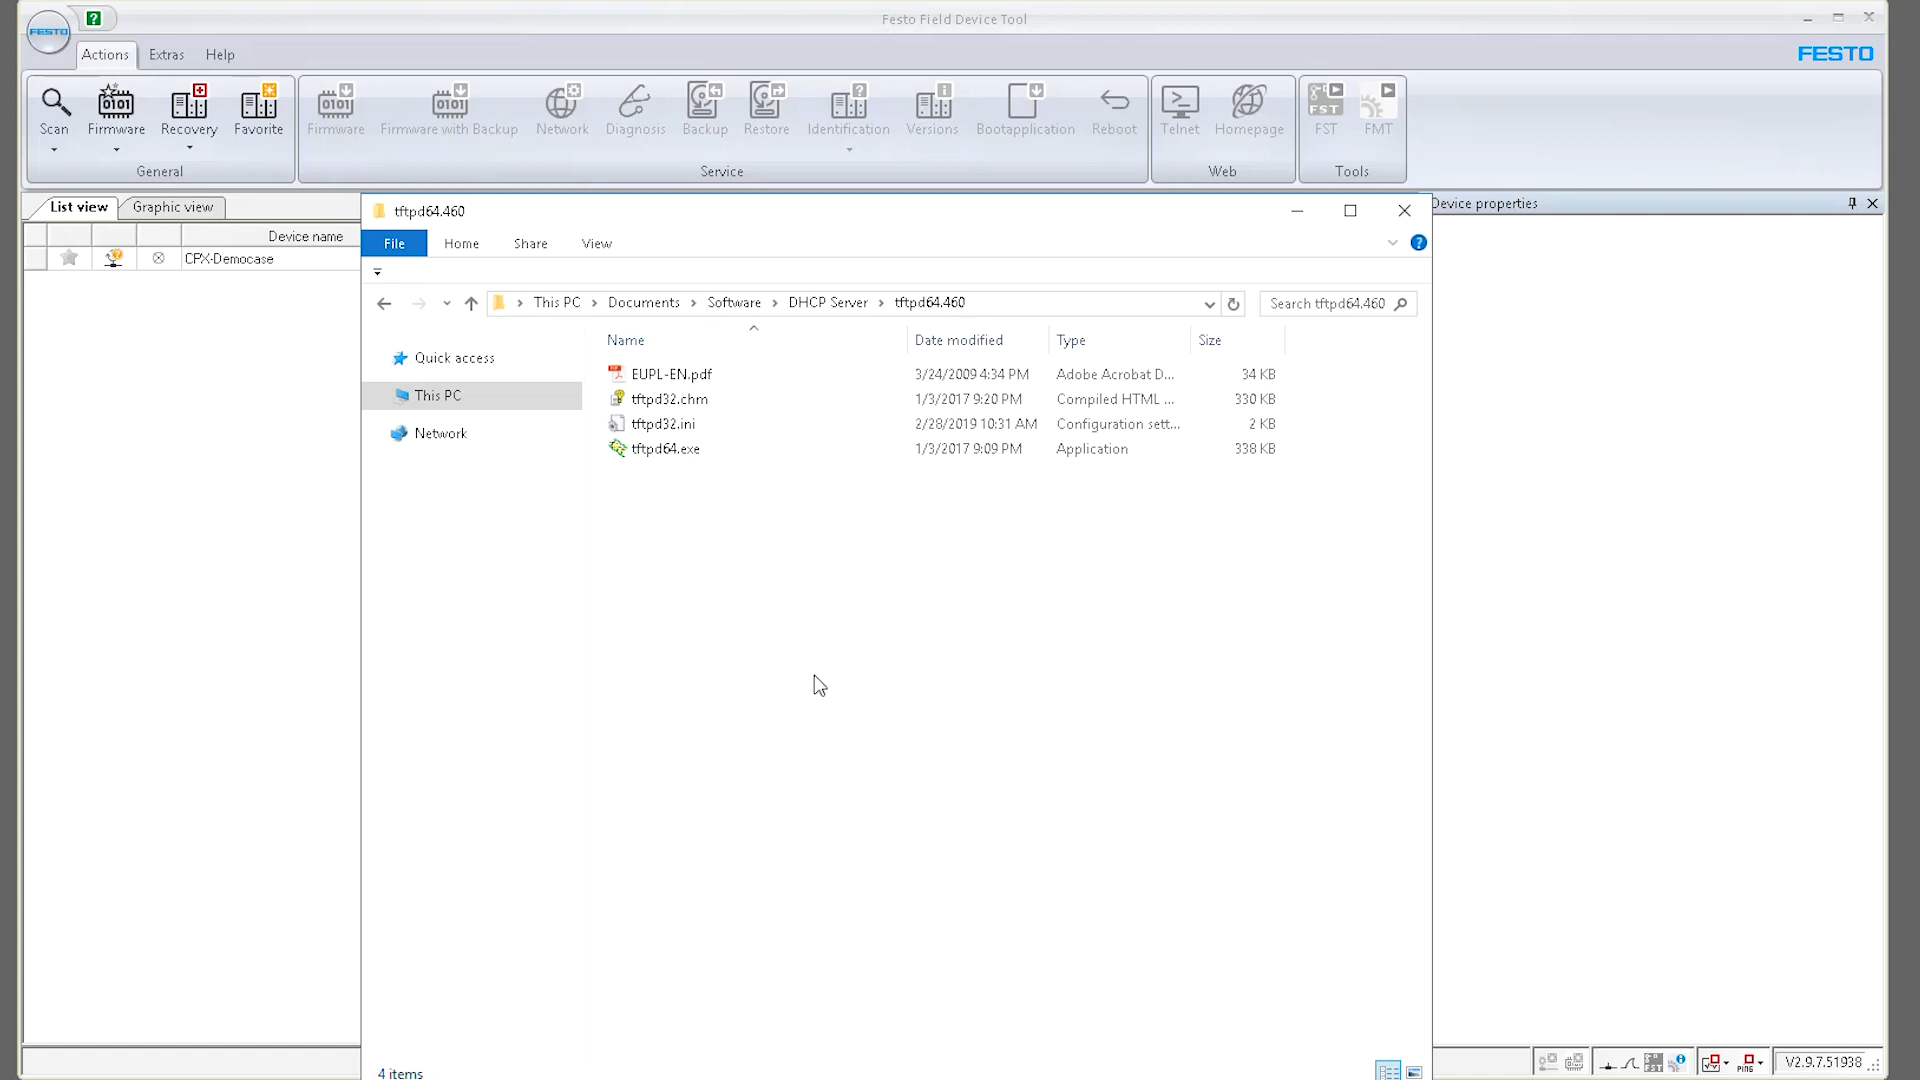 Festo Field Device Tool
FESTO
Actions Extras Help
FESTO
Scan Firmware Recovery Favorite
General
Firmware Firmware with Backup Network Diagnosis Backup Restore Identification Versions Bootapplication Reboot
Service
Telnet Homepage
Web
FST FMT
Tools
List view Graphic view
Device name
CPX-Democase
Device properties
tftpd64.460
File Home Share View
This PC Documents Software DHCP Server tftpd64.460
Search tftpd64.460
Quick access
This PC
Network
Name Date modified Type Size
EUPL-EN.pdf 3/24/2009 4:34 PM Adobe Acrobat D... 34 KB
tftpd32.chm 1/3/2017 9:20 PM Compiled HTML ... 330 KB
tftpd32.ini 2/28/2019 10:31 AM Configuration sett... 2 KB
tftpd64.exe 1/3/2017 9:09 PM Application 338 KB
4 items
V2.9.7.51938